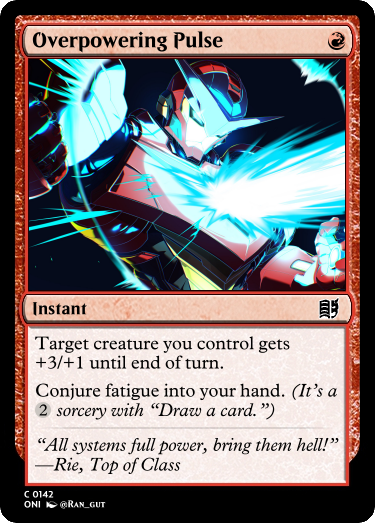 Overpowering Pulse
Instant
Target creature you control gets
+3/+1 until end of turn.
Conjure fatigue into your hand. (It's a
2 sorcery with “Draw a card.”)
“All systems full power, bring them hell!”
—Rie, Top of Class
C 0142
ONI @Ran_gut